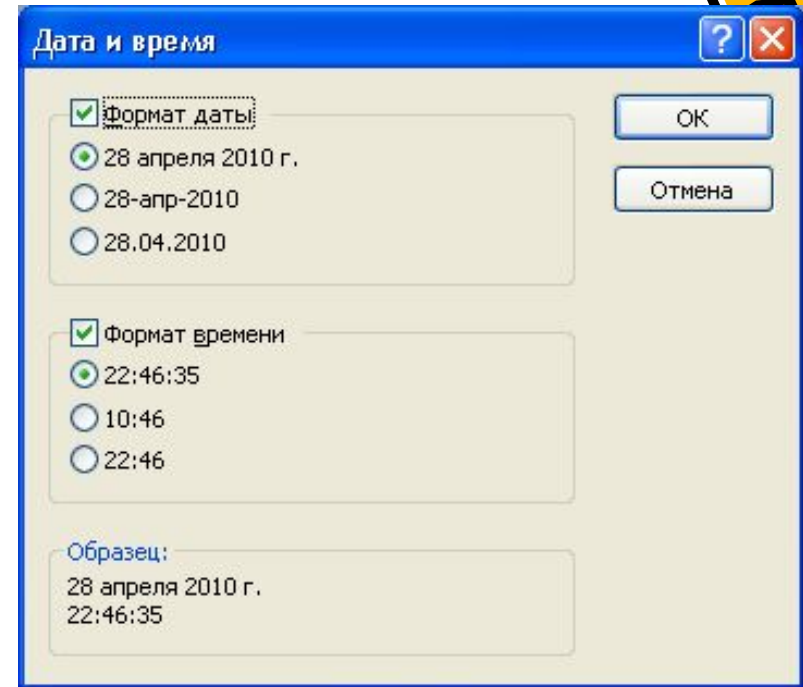 Дата и время
Формат даты
28 апреля 2010 г.
28-апр-2010
28.04.2010
OK
Отмена
Формат времени
22:46:35
10:46
22:46
Образец:
28 апреля 2010 г.
22:46:35